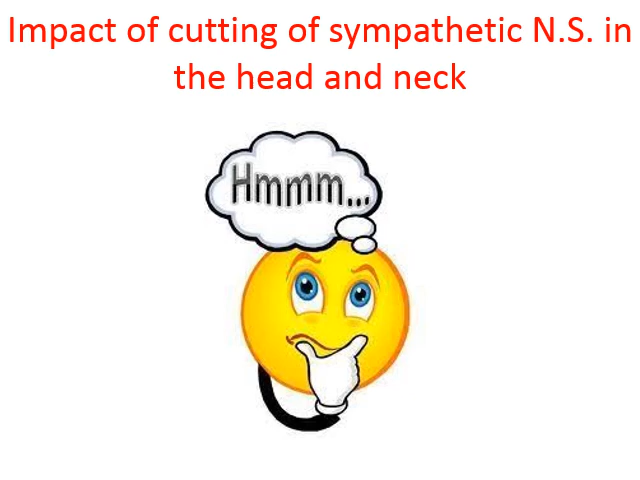 Impact of cutting of sympathetic N.S. in
the head and neck
Hmmm...